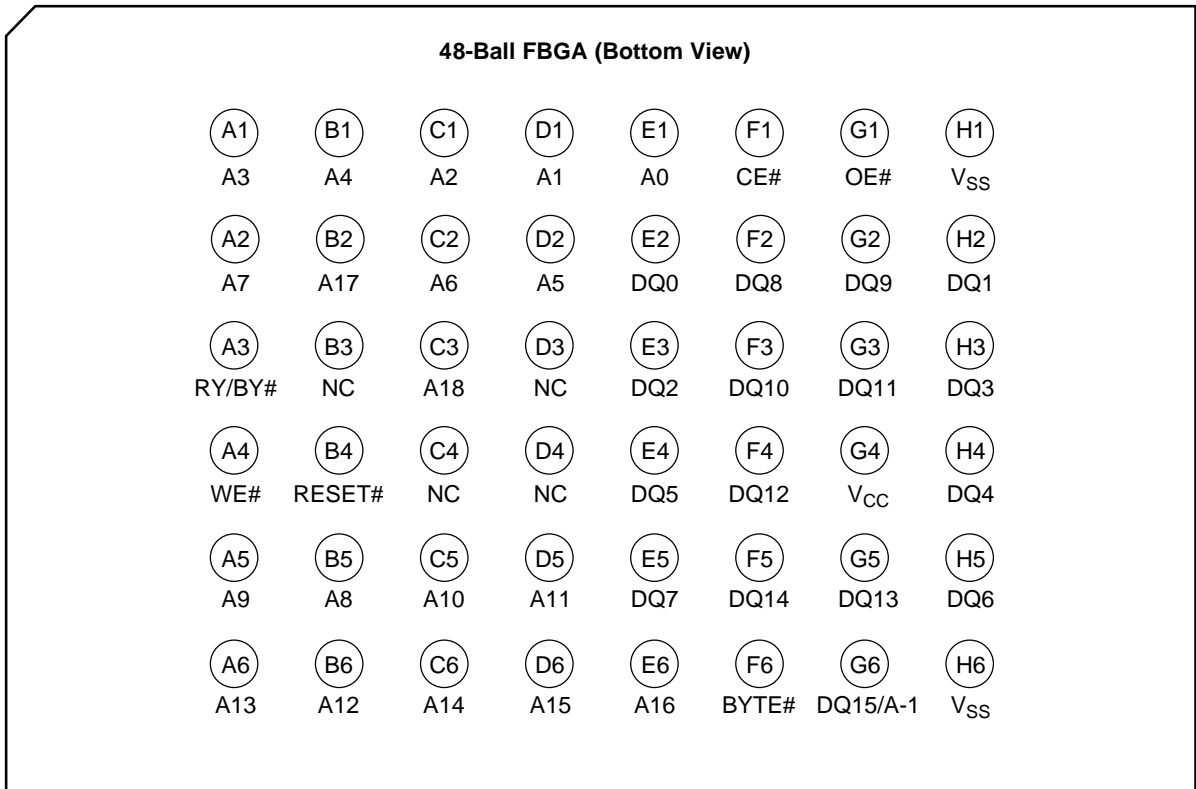 48-Ball FBGA (Bottom View)
A1 B1 C1 D1 E1 F1 G1 H1
A3 A4 A2 A1 A0 CE# OE# VSS
A2 B2 C2 D2 E2 F2 G2 H2
A7 A17 A6 A5 DQ0 DQ8 DQ9 DQ1
A3 B3 C3 D3 E3 F3 G3 H3
RY/BY# NC A18 NC DQ2 DQ10 DQ11 DQ3
A4 B4 C4 D4 E4 F4 G4 H4
WE# RESET# NC NC DQ5 DQ12 VCC DQ4
A5 B5 C5 D5 E5 F5 G5 H5
A9 A8 A10 A11 DQ7 DQ14 DQ13 DQ6
A6 B6 C6 D6 E6 F6 G6 H6
A13 A12 A14 A15 A16 BYTE# DQ15/A-1 VSS